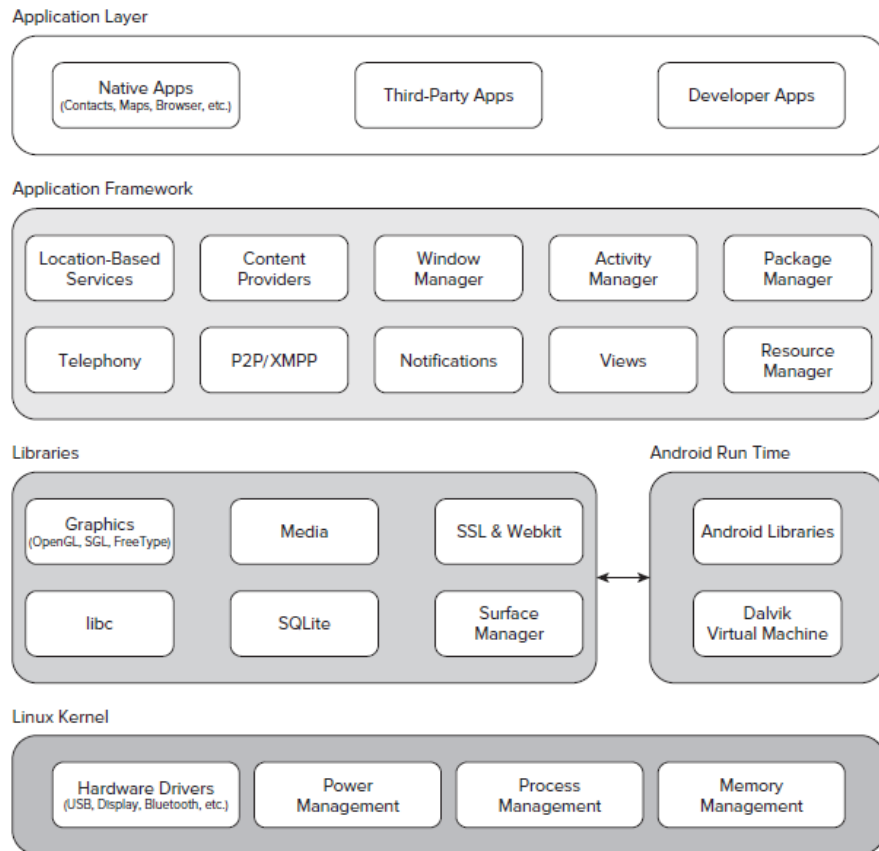 Application Layer
Native Apps
(Contacts, Maps, Browser, etc.)
Third-Party Apps
Developer Apps
Application Framework
Location-Based
Services
Content
Providers
Window
Manager
Activity
Manager
Package
Manager
Telephony
P2P/XMPP
Notifications
Views
Resource
Manager
Libraries
Graphics
(OpenGL, SGL, FreeType)
Media
SSL & Webkit
libc
SQLite
Surface
Manager
Android Run Time
Android Libraries
Dalvik
Virtual Machine
Linux Kernel
Hardware Drivers
(USB, Display, Bluetooth, etc.)
Power
Management
Process
Management
Memory
Management